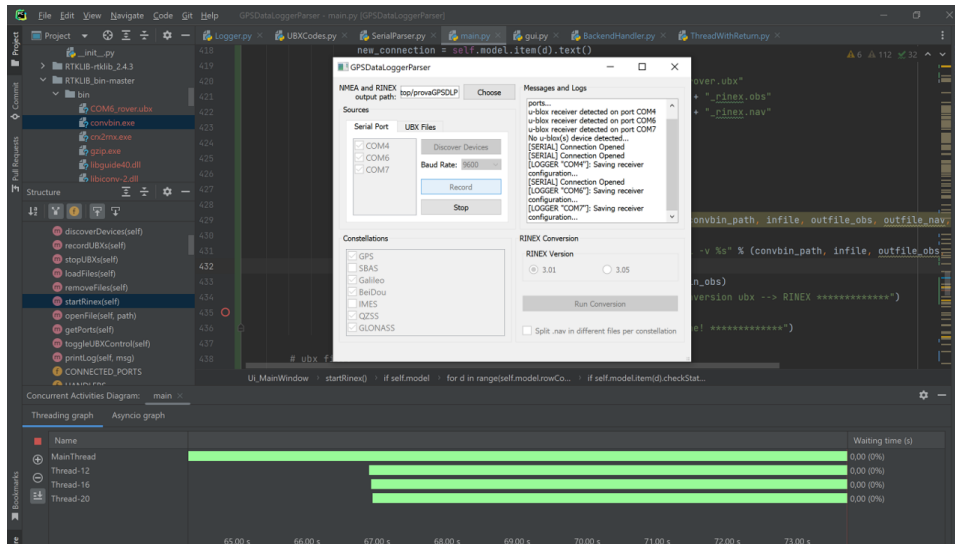 File Edit View Navigate Code Git Help GPSDataLoggerParser - main.py [GPSDataLoggerParser]
Project
Logger.py × UBXCodes.py × SerialParser.py × main.py × gui.py × BackendHandler.py × ThreadWithReturn.py ×
__init__.py
RTKLIB-rtklib_2.4.3
RTKLIB_bin-master
bin
COM6_rover.ubx
convbin.exe
crx2rnx.exe
gzip.exe
libguide40.dll
libiconv-2.dll
Structure
discoverDevices(self)
recordUBXs(self)
stopUBXs(self)
loadFiles(self)
removeFiles(self)
startRinex(self)
openFile(self, path)
getPorts(self)
toggleUBXControl(self)
printLog(self, msg)
CONNECTED_PORTS
Project
Commit
Pull Requests
Bookmarks
418 new_connection = self.model.item(d).text()
6 112 32
419
420
over.ubx"
421 + "_rinex.obs"
422 + "_rinex.nav"
423
424
425
426
427
428
429 convbin_path, infile, outfile_obs, outfile_nav,
430
431 -v %s" % (convbin_path, infile, outfile_obs
432
433 n_obs)
434 version ubx --> RINEX *************")
435
436 e! *************")
437
438 # ubx fi
GPSDataLoggerParser
NMEA and RINEX
output path:
top/provaGPSDLP
Choose
Sources
Serial Port UBX Files
COM4
COM6
COM7
Discover Devices
Baud Rate: 9600
Record
Stop
Messages and Logs
ports...
u-blox receiver detected on port COM4
u-blox receiver detected on port COM6
u-blox receiver detected on port COM7
No u-blox(s) device detected...
[SERIAL] Connection Opened
[SERIAL] Connection Opened
[LOGGER "COM4"]: Saving receiver
configuration...
[SERIAL] Connection Opened
[LOGGER "COM6"]: Saving receiver
configuration...
[LOGGER "COM7"]: Saving receiver
configuration...
Constellations
GPS
SBAS
Galileo
BeiDou
IMES
QZSS
GLONASS
RINEX Conversion
RINEX Version
3.01 3.05
Run Conversion
Split .nav in different files per constellation
Ui_MainWindow › startRinex() › if self.model › for d in range(self.model.rowCo... › if self.model.item(d).checkStat...
Concurrent Activities Diagram: main ×
Threading graph Asyncio graph
Name Waiting time (s)
MainThread 0,00 (0%)
Thread-12 0,00 (0%)
Thread-16 0,00 (0%)
Thread-20 0,00 (0%)
65.00 s 66.00 s 67.00 s 68.00 s 69.00 s 70.00 s 71.00 s 72.00 s 73.00 s